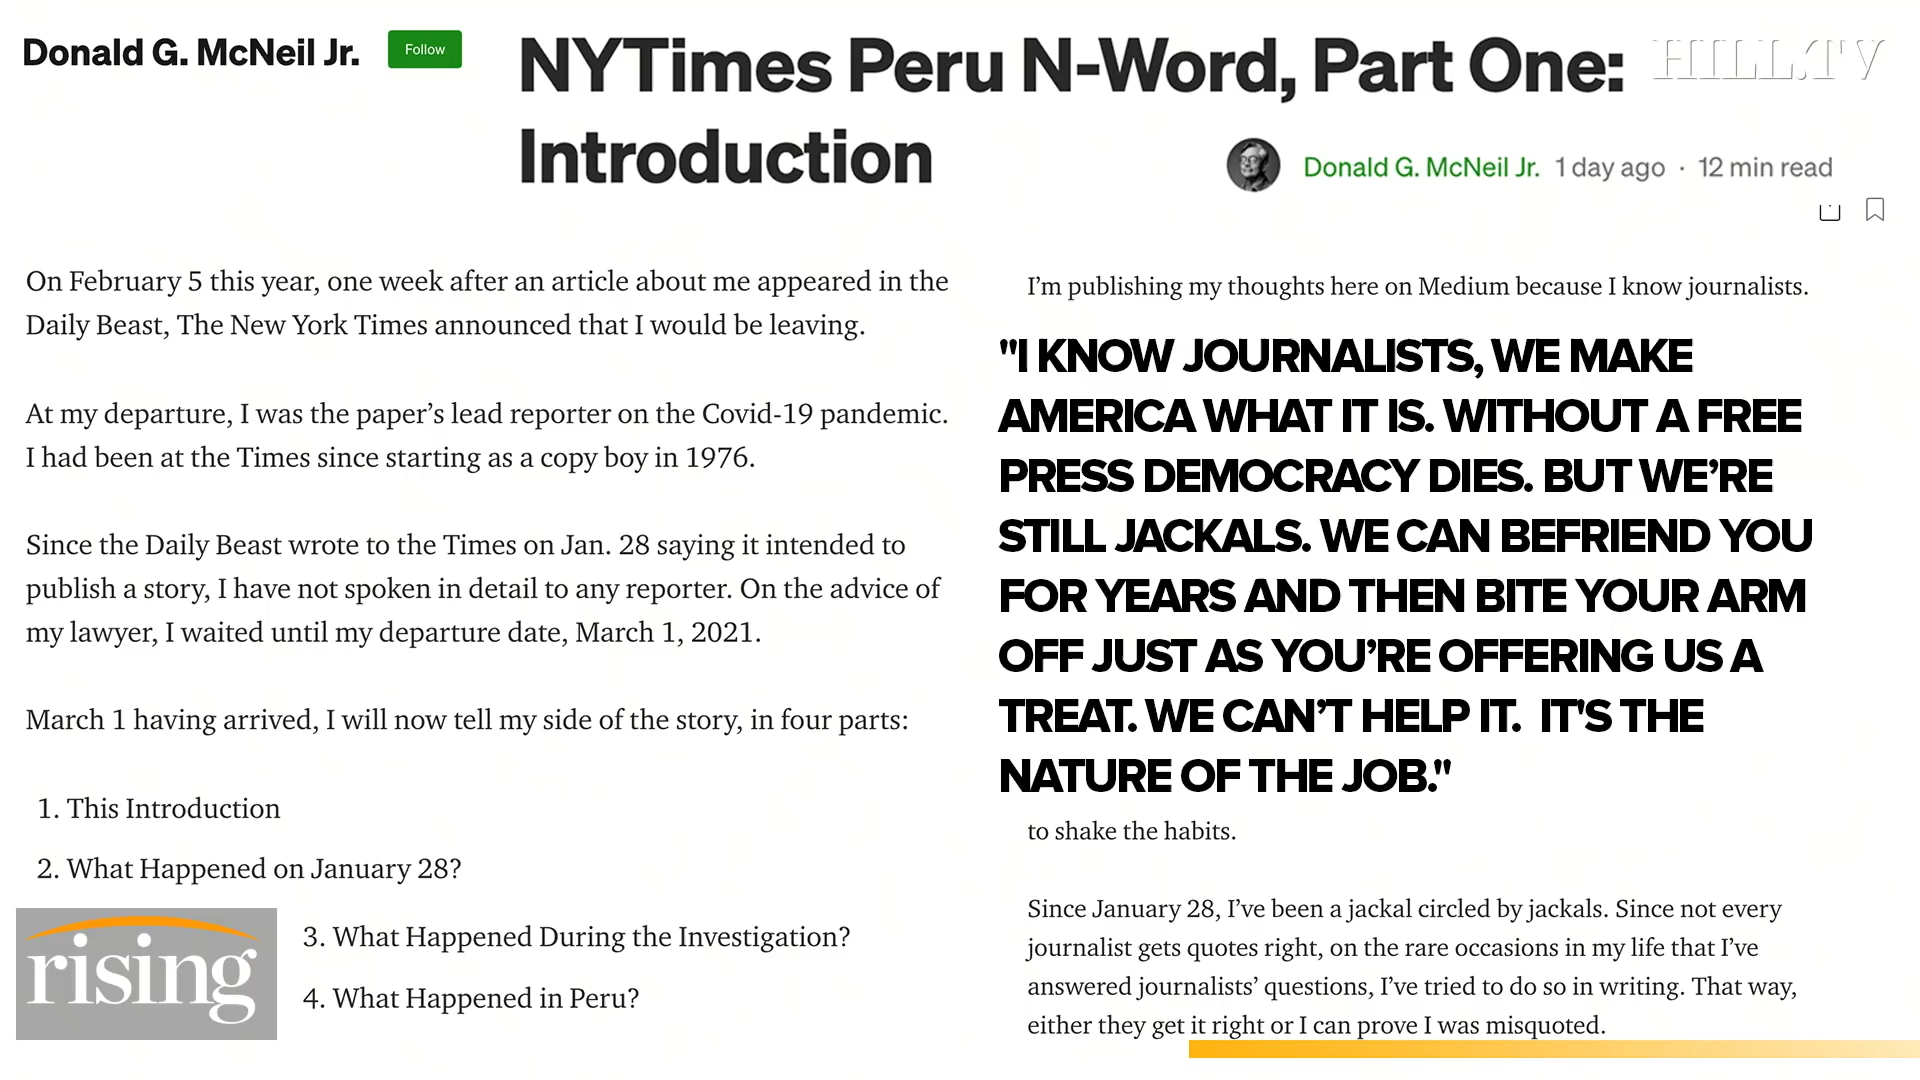 Donald G. McNeil Jr.
Follow
NYTimes Peru N-Word, Part One:
Introduction
HILL.TV
Donald G. McNeil Jr. 1 day ago · 12 min read
On February 5 this year, one week after an article about me appeared in the
Daily Beast, The New York Times announced that I would be leaving.
At my departure, I was the paper’s lead reporter on the Covid-19 pandemic.
I had been at the Times since starting as a copy boy in 1976.
Since the Daily Beast wrote to the Times on Jan. 28 saying it intended to
publish a story, I have not spoken in detail to any reporter. On the advice of
my lawyer, I waited until my departure date, March 1, 2021.
March 1 having arrived, I will now tell my side of the story, in four parts:
1. This Introduction
2. What Happened on January 28?
3. What Happened During the Investigation?
4. What Happened in Peru?
rising
I’m publishing my thoughts here on Medium because I know journalists.
"I KNOW JOURNALISTS, WE MAKE
AMERICA WHAT IT IS. WITHOUT A FREE
PRESS DEMOCRACY DIES. BUT WE’RE
STILL JACKALS. WE CAN BEFRIEND YOU
FOR YEARS AND THEN BITE YOUR ARM
OFF JUST AS YOU’RE OFFERING US A
TREAT. WE CAN’T HELP IT. IT'S THE
NATURE OF THE JOB."
to shake the habits.
Since January 28, I’ve been a jackal circled by jackals. Since not every
journalist gets quotes right, on the rare occasions in my life that I’ve
answered journalists’ questions, I’ve tried to do so in writing. That way,
either they get it right or I can prove I was misquoted.